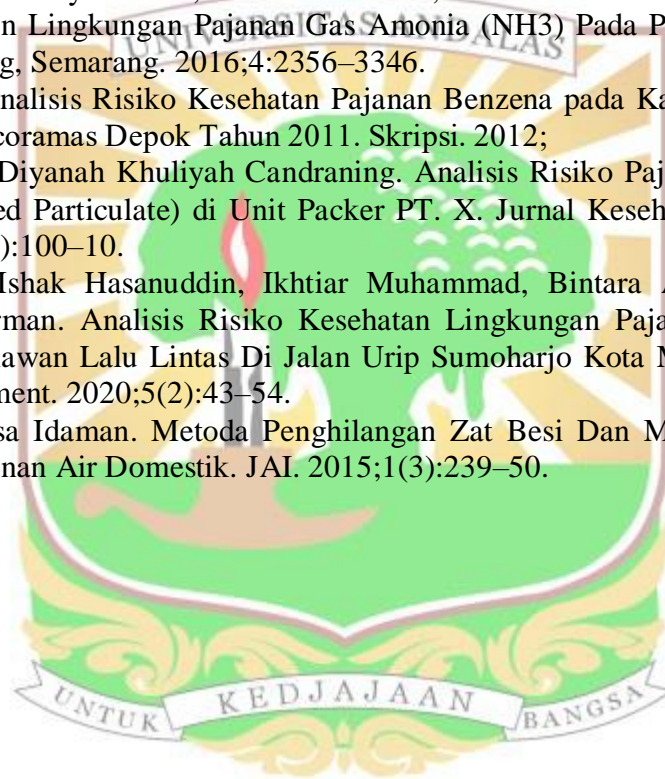 n Lingkungan Pajanan Gas Amonia (NH3) Pada P
UNIVERSITAS ANDALAS
g, Semarang. 2016;4:2356–3346.
nalisis Risiko Kesehatan Pajanan Benzena pada Ka
coramas Depok Tahun 2011. Skripsi. 2012;
Diyanah Khuliyah Candraning. Analisis Risiko Paj
ed Particulate) di Unit Packer PT. X. Jurnal Keseh
):100–10.
Ishak Hasanuddin, Ikhtiar Muhammad, Bintara A
rman. Analisis Risiko Kesehatan Lingkungan Paja
awan Lalu Lintas Di Jalan Urip Sumoharjo Kota M
ment. 2020;5(2):43–54.
sa Idaman. Metoda Penghilangan Zat Besi Dan M
nan Air Domestik. JAI. 2015;1(3):239–50.
UNTUK KEDJAJAAN BANGSA